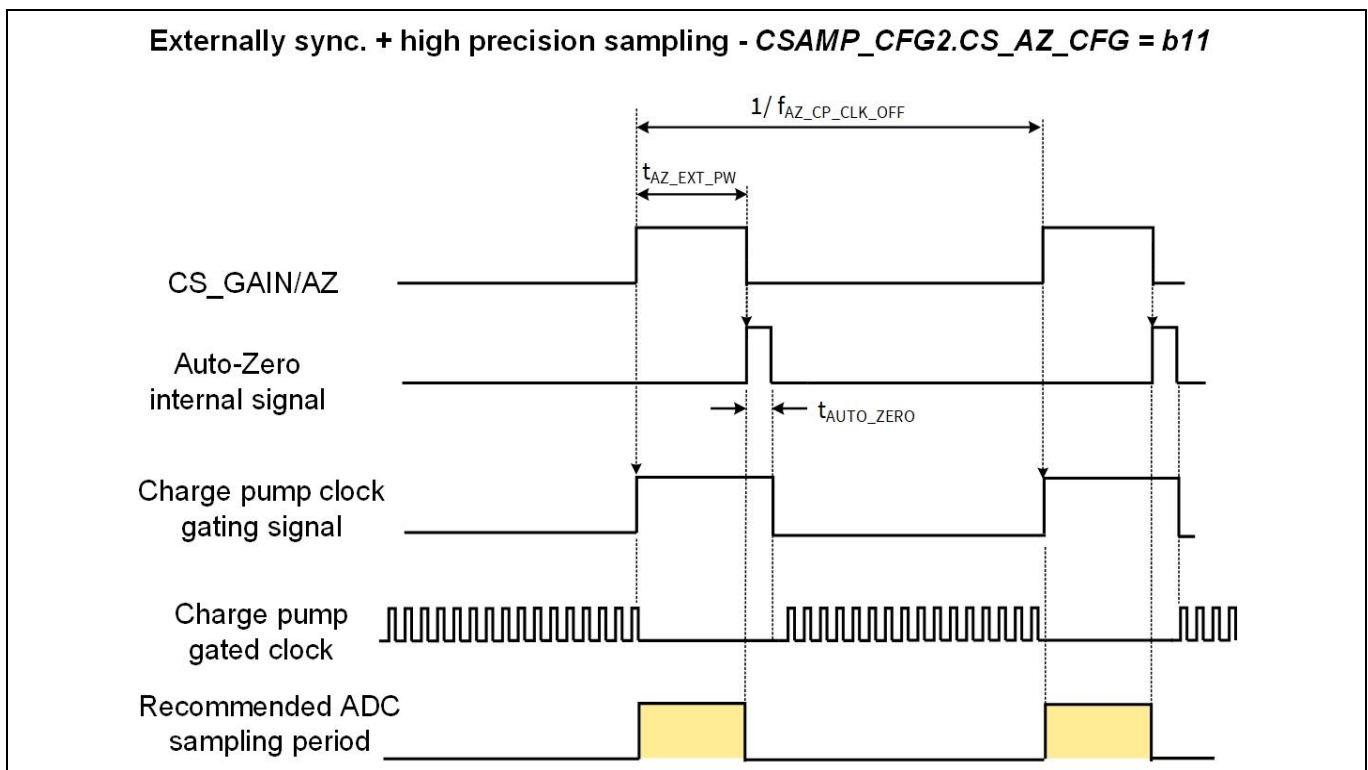 Externally sync. + high precision sampling - CSAMP_CFG2.CS_AZ_CFG = b11
1/ fAZ_CP_CLK_OFF
tAZ_EXT_PW
CS_GAIN/AZ
Auto-Zero
internal signal
tAUTO_ZERO
Charge pump clock
gating signal
Charge pump
gated clock
Recommended ADC
sampling period